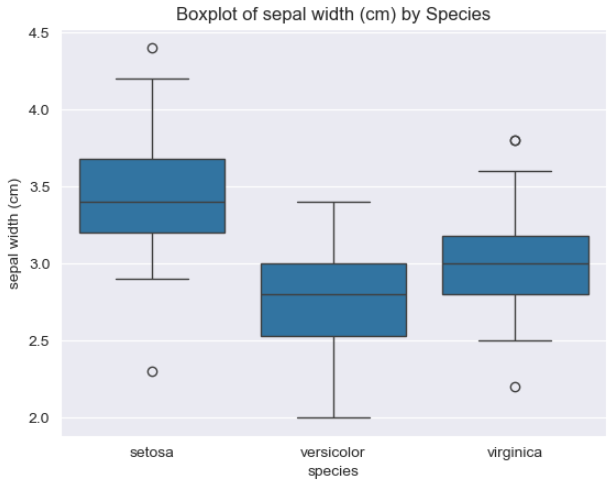 Boxplot of sepal width (cm) by Species
4.5
4.0
3.5
3.0
2.5
2.0
sepal width (cm)
setosa versicolor virginica
species